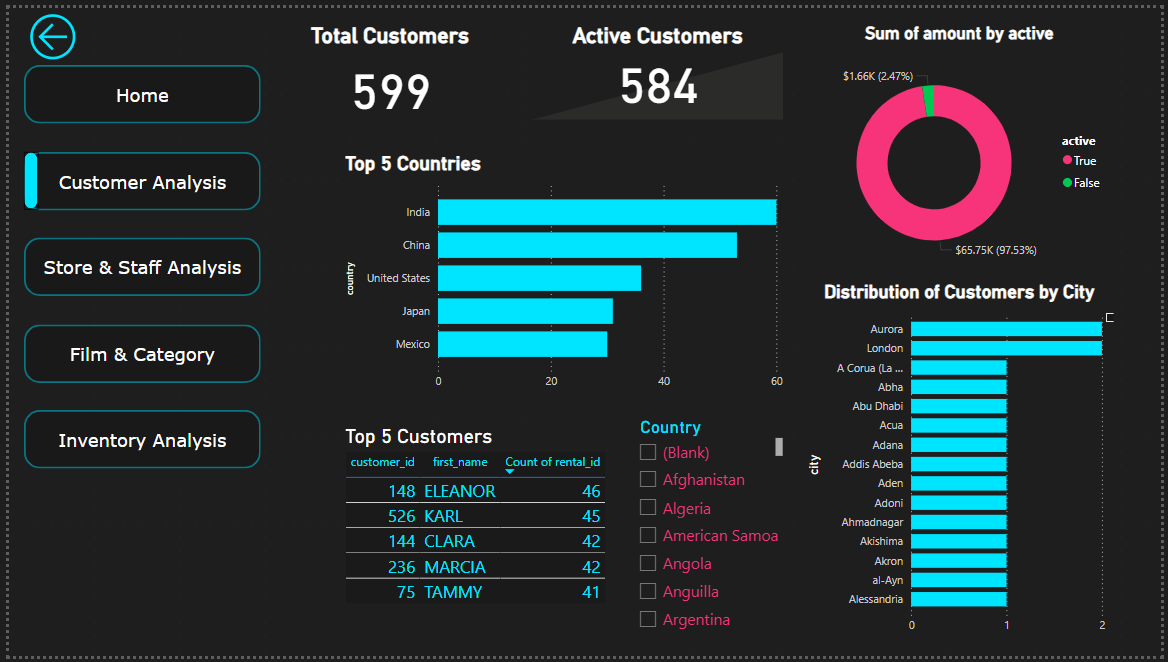 Home
Customer Analysis
Store & Staff Analysis
Film & Category
Inventory Analysis
Total Customers
599
Active Customers
584
Sum of amount by active
$1.66K (2.47%)
$65.75K (97.53%)
active
True
False
Top 5 Countries
country
India
China
United States
Japan
Mexico
0 20 40 60
Distribution of Customers by City
city
Aurora
London
A Corua (La ...
Abha
Abu Dhabi
Acua
Adana
Addis Abeba
Aden
Adoni
Ahmadnagar
Akishima
Akron
al-Ayn
Alessandria
0 1 2
Top 5 Customers
customer_id first_name Count of rental_id
148 ELEANOR 46
526 KARL 45
144 CLARA 42
236 MARCIA 42
75 TAMMY 41
Country
(Blank)
Afghanistan
Algeria
American Samoa
Angola
Anguilla
Argentina